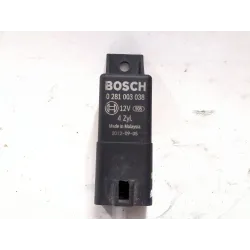 BOSCH
0 281 003 038
12V
4 Zyl.
Made in Malaysia